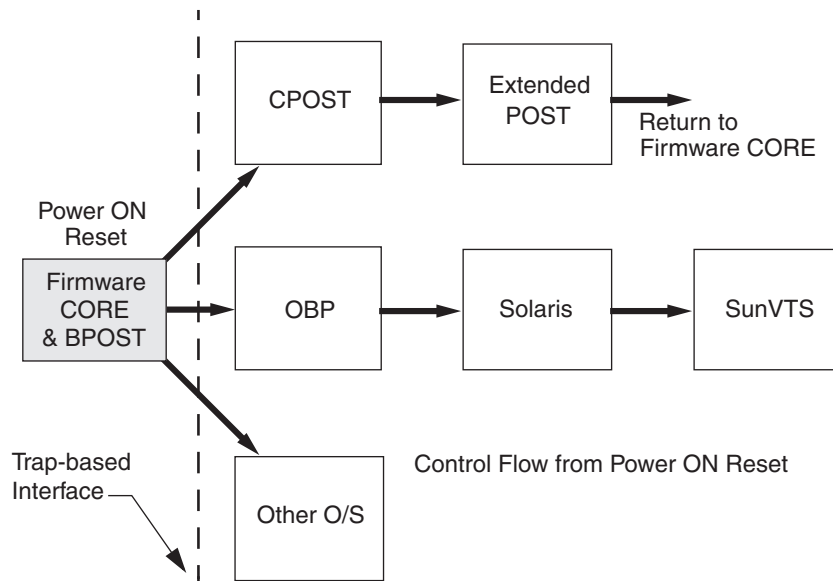 CPOST
Extended
POST
Return to
Firmware CORE
Power ON
Reset
Firmware
CORE
& BPOST
OBP
Solaris
SunVTS
Trap-based
Interface
Other O/S
Control Flow from Power ON Reset